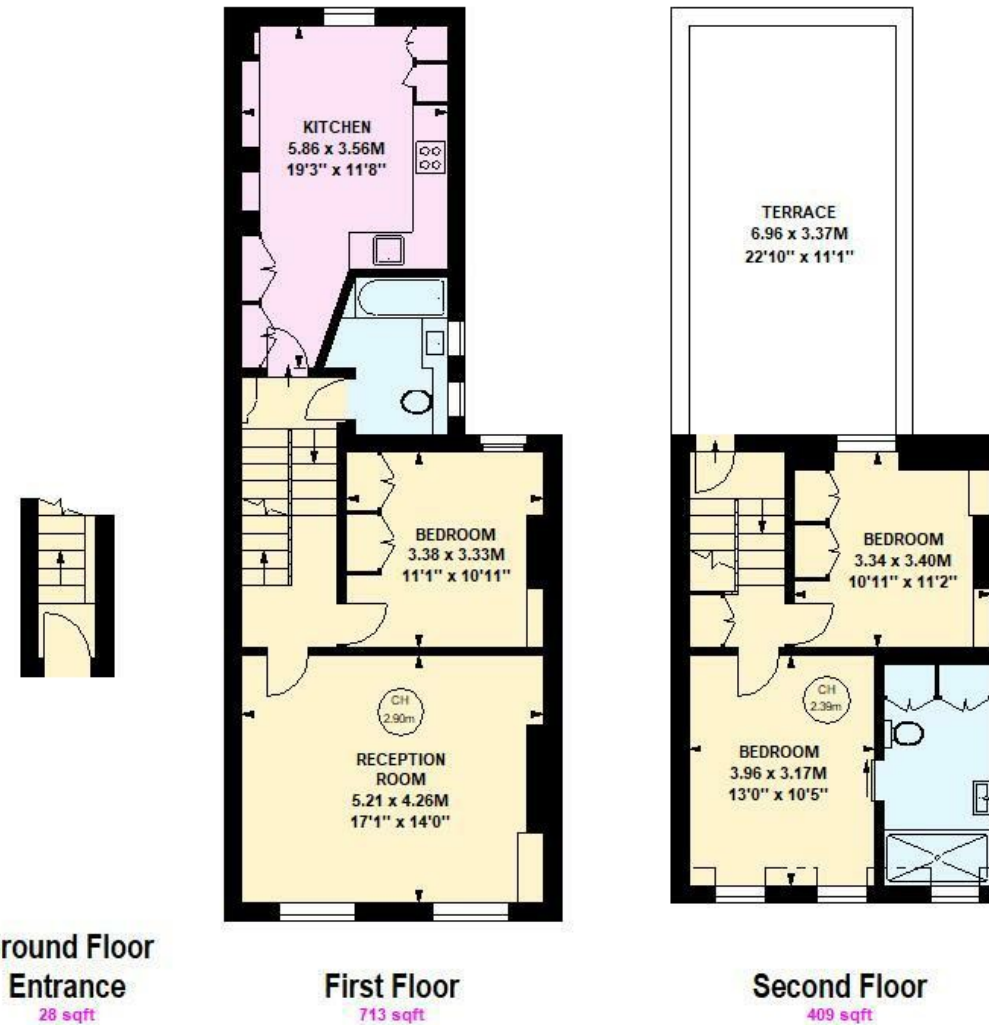 KITCHEN
5.86 x 3.56M
19'3" x 11'8"
TERRACE
6.96 x 3.37M
22'10" x 11'1"
BEDROOM
3.38 x 3.33M
11'1" x 10'11"
BEDROOM
3.34 x 3.40M
10'11" x 11'2"
CH
2.90m
RECEPTION
ROOM
5.21 x 4.26M
17'1" x 14'0"
CH
2.39m
BEDROOM
3.96 x 3.17M
13'0" x 10'5"
round Floor
Entrance
28 sqft
First Floor
713 sqft
Second Floor
409 sqft